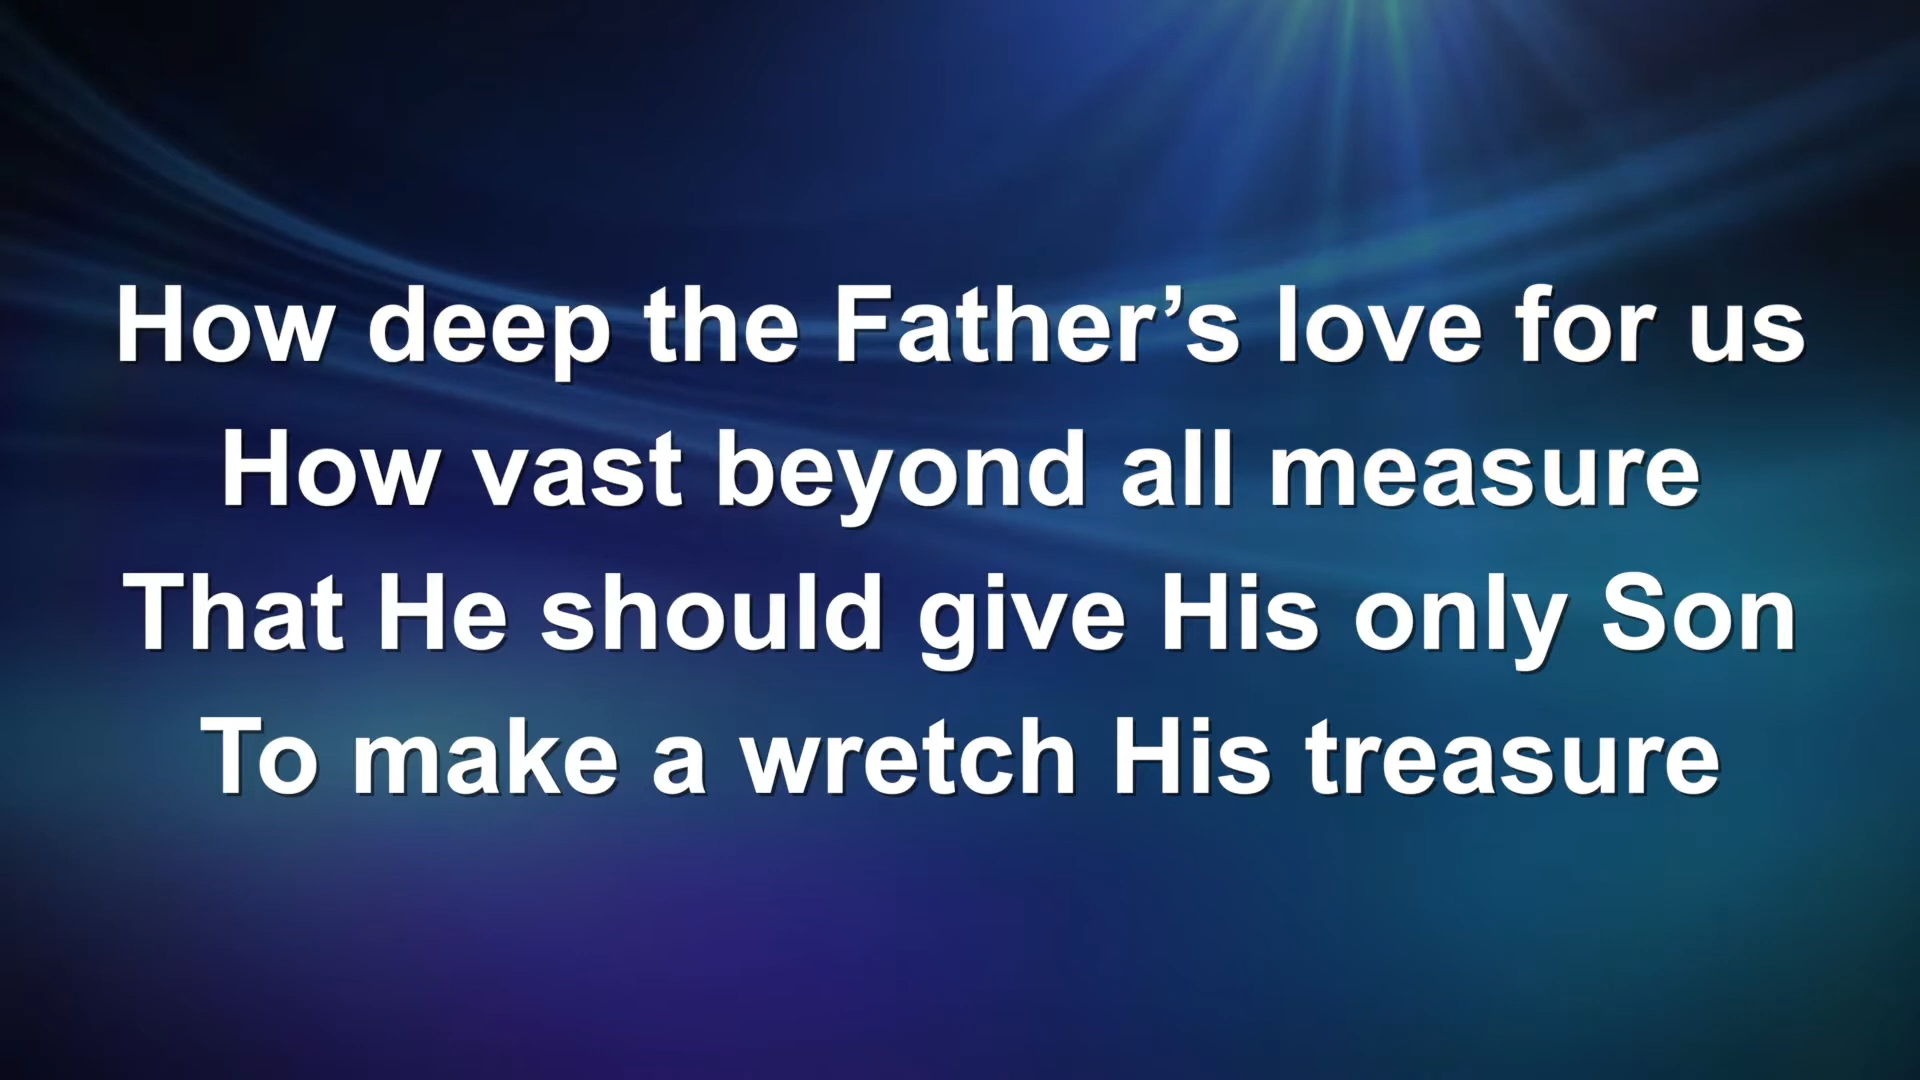 How deep the Father’s love for us
How vast beyond all measure
That He should give His only Son
To make a wretch His treasure